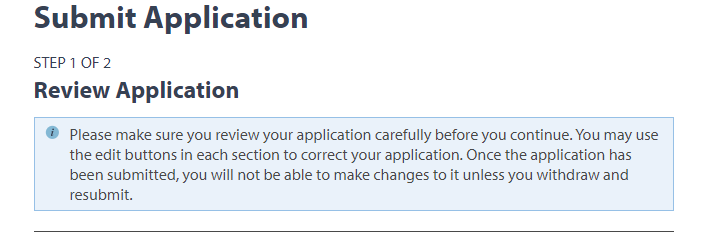 Submit Application
STEP 1 OF 2
Review Application
Please make sure you review your application carefully before you continue. You may use
the edit buttons in each section to correct your application. Once the application has
been submitted, you will not be able to make changes to it unless you withdraw and
resubmit.